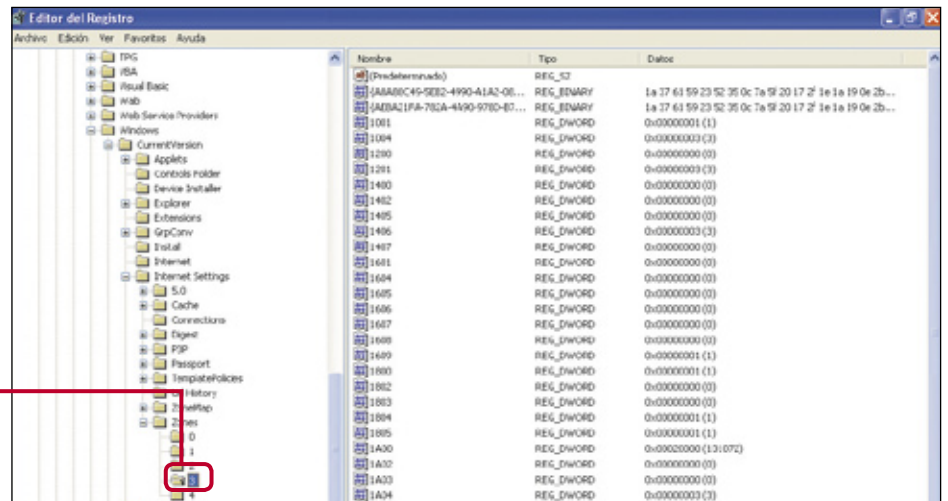 Editor del Registro
Archivo Edición Ver Favoritos Ayuda
TPG
VBA
Visual Basic
Web
Web Service Providers
Windows
CurrentVersion
Applets
Controls Folder
Device Installer
Explorer
Extensions
GrpConv
Install
Internet
Internet Settings
5.0
Cache
Connections
Digest
P3P
Passport
TemplatePolicies
History
ZoneMap
Zones
0
1
2
3
4
Nombre Tipo Datos
(Predeterminado) REG_SZ
REG_BINARY 1a 37 61 59 23 52 35 0c 7a 5f 20 17 2f 1e 1a 19 0e 2b...
REG_BINARY 1a 37 61 59 23 52 35 0c 7a 5f 20 17 2f 1e 1a 19 0e 2b...
1001 REG_DWORD 0x00000001 (1)
1004 REG_DWORD 0x00000003 (3)
1200 REG_DWORD 0x00000000 (0)
1201 REG_DWORD 0x00000003 (3)
1400 REG_DWORD 0x00000000 (0)
1402 REG_DWORD 0x00000000 (0)
1405 REG_DWORD 0x00000000 (0)
1406 REG_DWORD 0x00000003 (3)
1407 REG_DWORD 0x00000000 (0)
1601 REG_DWORD 0x00000000 (0)
1604 REG_DWORD 0x00000000 (0)
1605 REG_DWORD 0x00000000 (0)
1606 REG_DWORD 0x00000000 (0)
1607 REG_DWORD 0x00000000 (0)
1608 REG_DWORD 0x00000000 (0)
1609 REG_DWORD 0x00000001 (1)
1800 REG_DWORD 0x00000001 (1)
1802 REG_DWORD 0x00000000 (0)
1803 REG_DWORD 0x00000000 (0)
1804 REG_DWORD 0x00000001 (1)
1805 REG_DWORD 0x00000001 (1)
1A00 REG_DWORD 0x00020000 (131072)
1A02 REG_DWORD 0x00000000 (0)
1A03 REG_DWORD 0x00000000 (0)
1A04 REG_DWORD 0x00000003 (3)